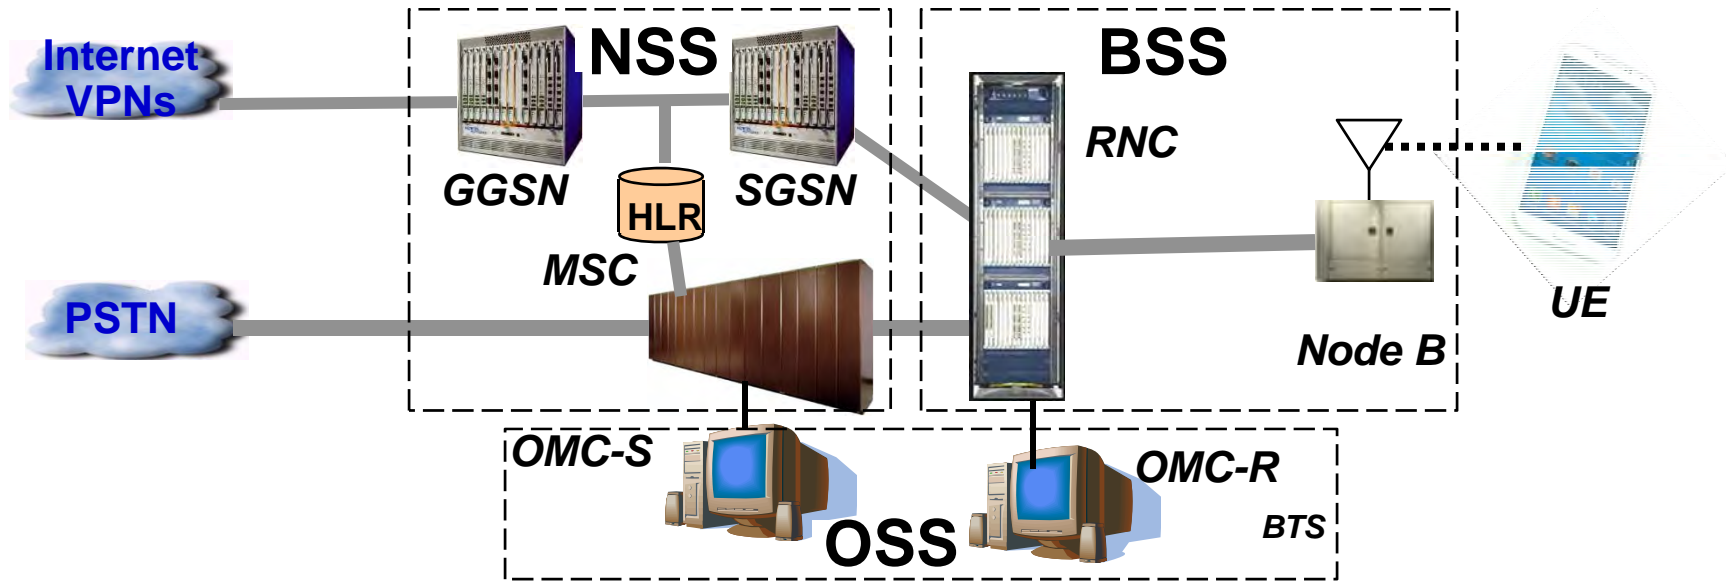 Internet
VPNs
NSS
BSS
RNC
GGSN
SGSN
HLR
MSC
PSTN
UE
Node B
OMC-S
OMC-R
BTS
OSS